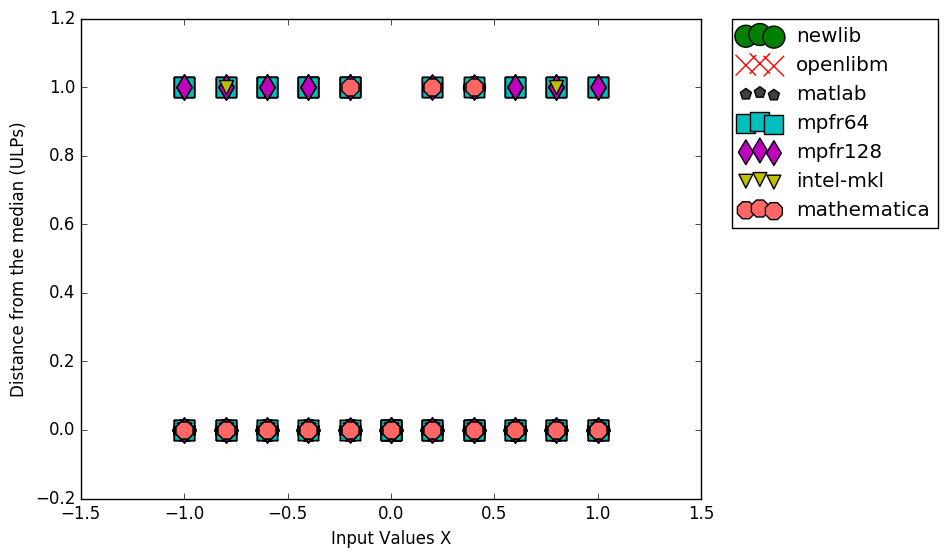 1.2
1.0
0.8
0.6
0.4
0.2
0.0
−0.2
Distance from the median (ULPs)
−1.5 −1.0 −0.5 0.0 0.5 1.0 1.5
Input Values X
newlib
openlibm
matlab
mpfr64
mpfr128
intel-mkl
mathematica